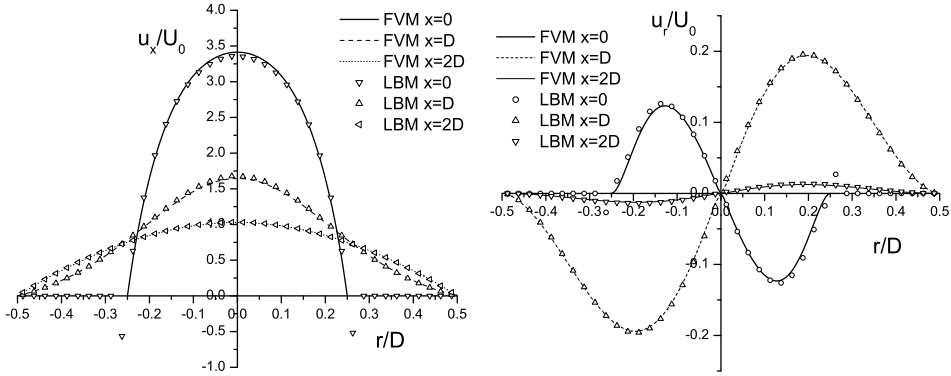 u_x/U_0
FVM x=0
FVM x=D
FVM x=2D
LBM x=0
LBM x=D
LBM x=2D
4.0
3.5
3.0
2.5
2.0
1.5
1.0
0.5
0.0
-0.5
-1.0
-0.5 -0.4 -0.3 -0.2 -0.1 0.0 0.1 0.2 0.3 0.4 0.5
r/D
u_r/U_0
FVM x=0
FVM x=D
FVM x=2D
LBM x=0
LBM x=D
LBM x=2D
0.2
0.1
0.0
-0.1
-0.2
-0.5 -0.4 -0.3 -0.2 -0.1 0.0 0.1 0.2 0.3 0.4 0.5
r/D